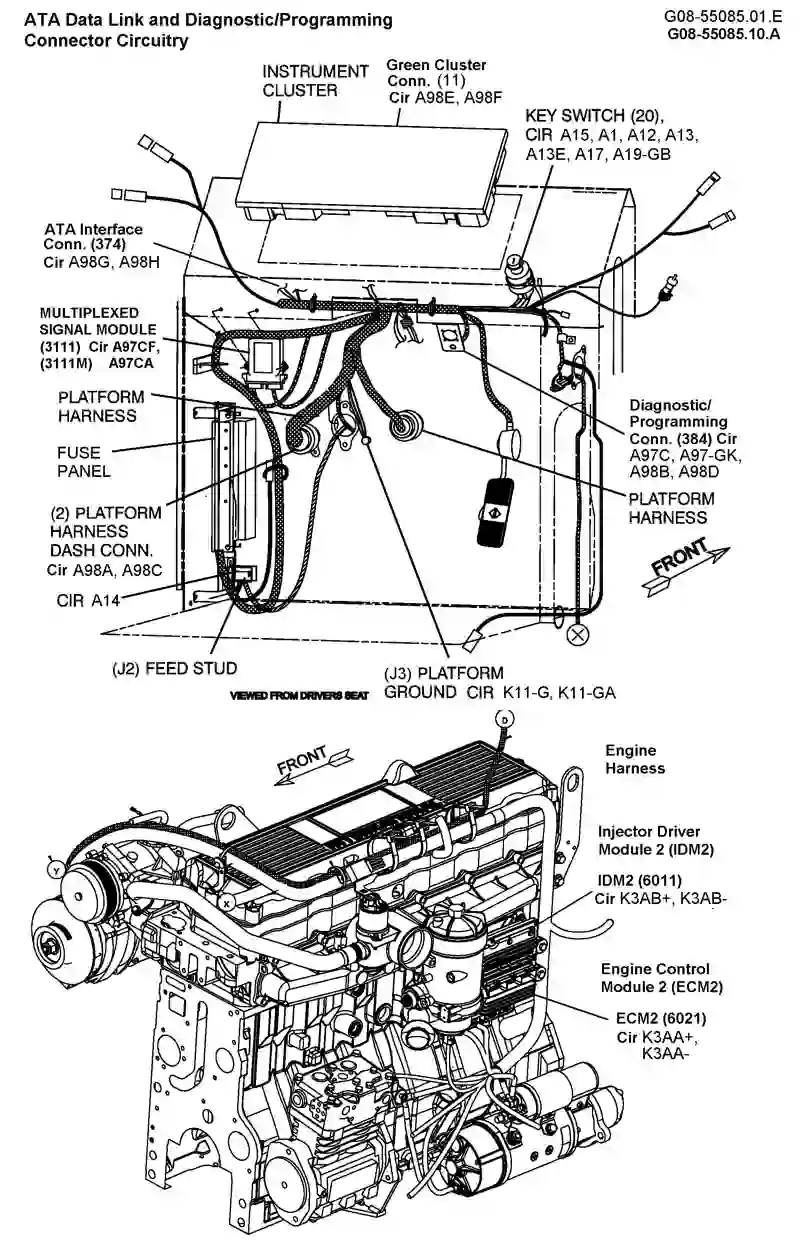 ATA Data Link and Diagnostic/Programming
Connector Circuitry
G08-55085.01.E
G08-55085.10.A
INSTRUMENT
CLUSTER
Green Cluster
Conn. (11)
Cir A98E, A98F
KEY SWITCH (20),
CIR A15, A1, A12, A13,
A13E, A17, A19-GB
ATA Interface
Conn. (374)
Cir A98G, A98H
MULTIPLEXED
SIGNAL MODULE
(3111) Cir A97CF,
(3111M) A97CA
PLATFORM
HARNESS
FUSE
PANEL
(2) PLATFORM
HARNESS
DASH CONN.
Cir A98A, A98C
CIR A14
(J2) FEED STUD
Diagnostic/
Programming
Conn. (384) Cir
A97C, A97-GK,
A98B, A98D
PLATFORM
HARNESS
FRONT
(J3) PLATFORM
GROUND CIR K11-G, K11-GA
VIEWED FROM DRIVERS SEAT
D
FRONT
Engine
Harness
Injector Driver
Module 2 (IDM2)
IDM2 (6011)
Cir K3AB+, K3AB-
Y
X
Engine Control
Module 2 (ECM2)
ECM2 (6021)
Cir K3AA+,
K3AA-